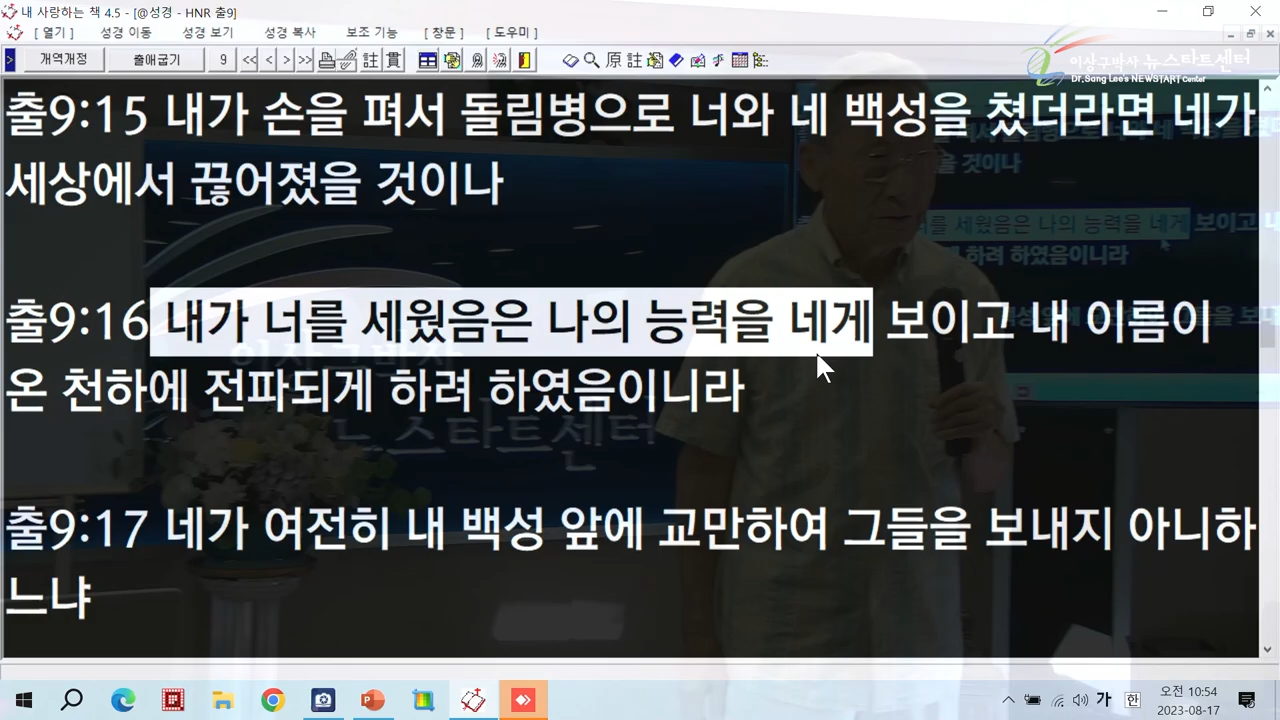 내 사랑하는 책 4.5 - [@성경 - HNR 출9]
[ 열기 ] 성경 이동 성경 보기 성경 복사 보조 기능 [ 창문 ] [ 도우미 ]
이상구박사 뉴스타트센터
Dr.Sang Lee's NEWSTART Center
개역개정 출애굽기 9 << < > >> 註 貫 原 註
출9:15 내가 손을 펴서 돌림병으로 너와 네 백성을 쳤더라면 네가
세상에서 끊어졌을 것이나
출9:16 내가 너를 세웠음은 나의 능력을 네게 보이고 내 이름이
온 천하에 전파되게 하려 하였음이니라
출9:17 네가 여전히 내 백성 앞에 교만하여 그들을 보내지 아니하
느냐
가 한 오전 10:54
2023-08-17